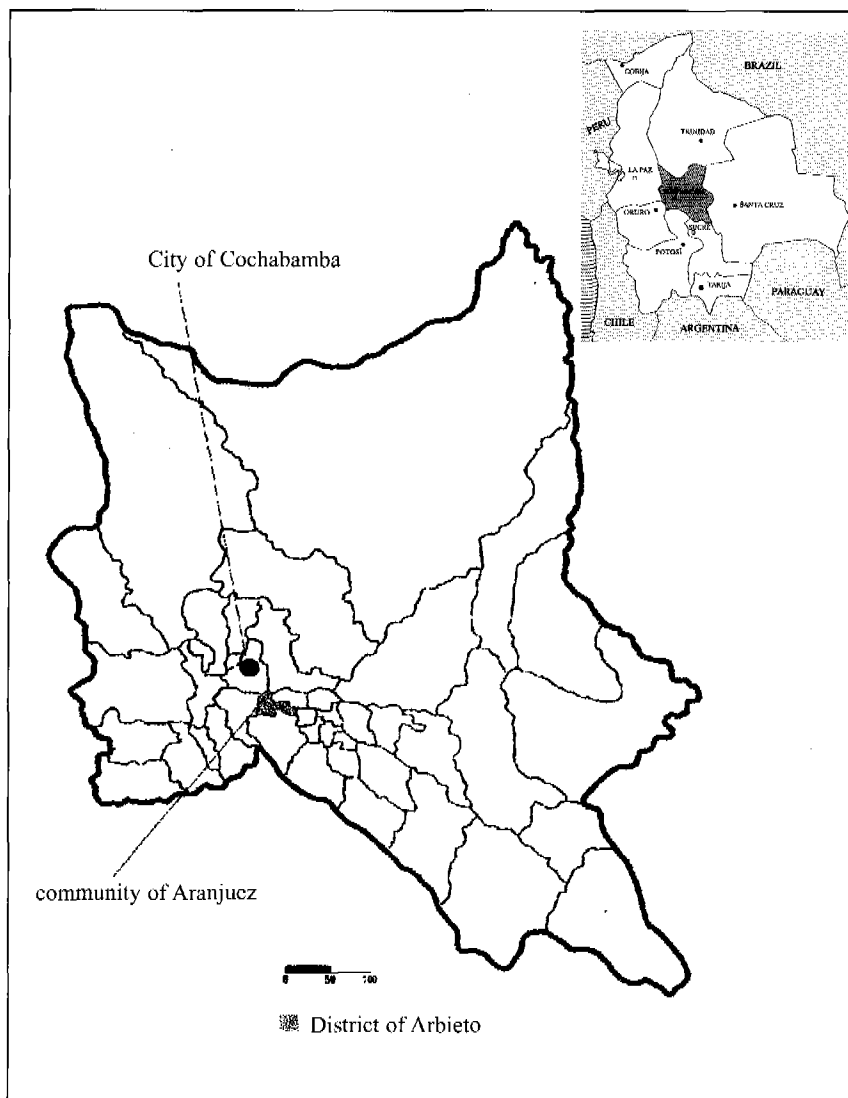 BRAZIL
COBIJA
PERU
TRINIDAD
LA PAZ
SANTA CRUZ
ORURO
SUCRE
POTOSÍ
TARIJA
PARAGUAY
CHILE
ARGENTINA
City of Cochabamba
community of Aranjucz
0 50 100
District of Arbieto